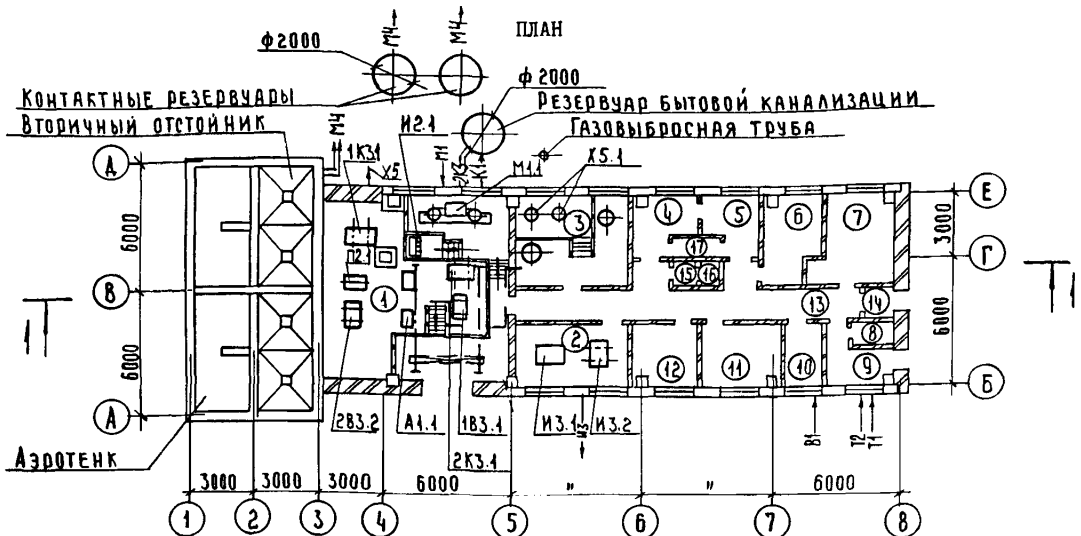 ПЛАН
М4
М4
ф2000
ф 2000
Контактные резервуары
Резервуар бытовой канализации
Вторичный отстойник
Газовыбросная труба
М4
И2.1
1К3.1
Х5
М1
К1
М1.1
Х5.1
Д
Е
6000
3000
4
5
6
7
3
17
Г
П2.1
15
16
В
1
13
14
1
1
6000
6000
2
8
12
11
10
9
А
Б
2В3.2
А1.1
1В3.1
И3.1
И3
И3.2
В1
Т2
Т1
2К3.1
Аэротенк
3000
3000
3000
6000
"
"
6000
1
2
3
4
5
6
7
8